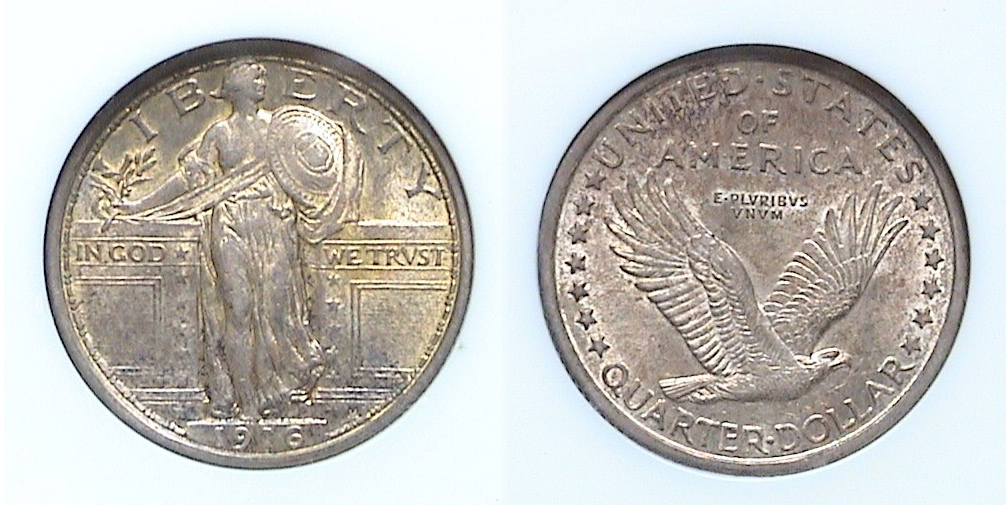 LIBERTY
IN GOD WE TRVST
1916
UNITED·STATES
OF
AMERICA
E·PLVRIBVS
VNVM
QUARTER·DOLLAR